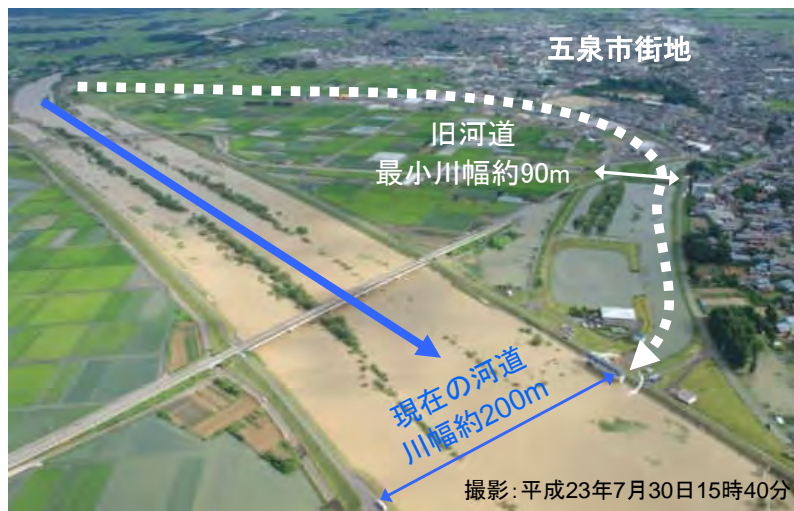 五泉市街地
旧河道
最小川幅約90m
現在の河道
川幅約200m
撮影：平成23年7月30日15時40分